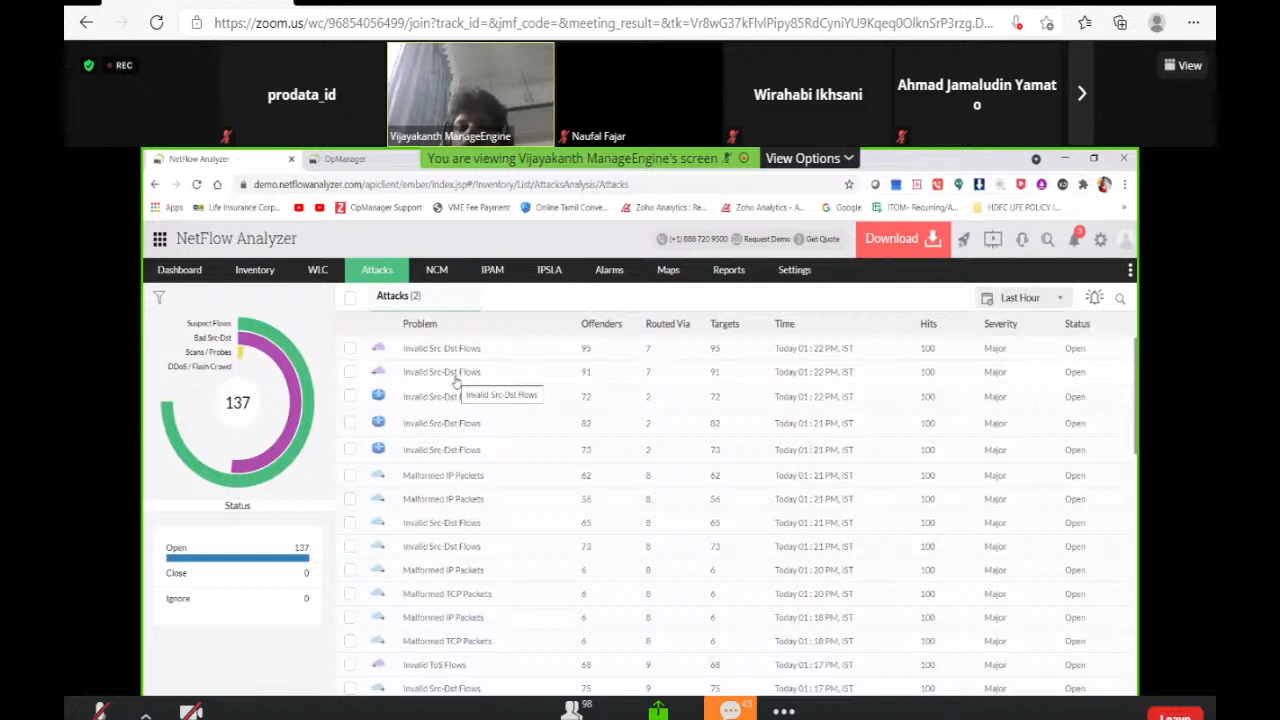 https://zoom.us/wc/96854056499/join?track_id=&jmf_code=&meeting_result=&tk=Vr8wG37kFlvlPipy85RdCyniYU9Kqeq0OlknSrP3rzg.D...
REC
prodata_id
Vijayakanth ManageEngine
Naufal Fajar
Wirahabi Ikhsani
Ahmad Jamaludin Yamat
o
View
NetFlow Analyzer
OpManager
You are viewing Vijayakanth ManageEngine's screen
View Options
demo.netflowanalyzer.com/apiclient/ember/Index.jsp#/Inventory/List/AttacksAnalysis/Attacks
Apps
Life Insurance Corp...
OpManager Support
VME Fee Payment
Online Tamil Conve...
Zoho Analytics : Re...
Zoho Analytics - A...
Google
ITOM- Recurring/A...
HDFC LIFE POLICY I...
NetFlow Analyzer
(+1) 888 720 9500
Request Demo
Get Quote
Download
3
Dashboard Inventory WLC Attacks NCM IPAM IPSLA Alarms Maps Reports Settings
Suspect Flows
Bad Src-Dst
Scans / Probes
DDoS / Flash Crowd
137
Status
Open 137
Close 0
Ignore 0
Attacks (2)
Last Hour
Problem Offenders Routed Via Targets Time Hits Severity Status
Invalid Src-Dst Flows 95 7 95 Today 01 : 22 PM, IST 100 Major Open
Invalid Src-Dst Flows 91 7 91 Today 01 : 22 PM, IST 100 Major Open
Invalid Src-Dst 72 2 72 Today 01 : 22 PM, IST 100 Major Open
Invalid Src-Dst Flows
Invalid Src-Dst Flows 82 2 82 Today 01 : 21 PM, IST 100 Major Open
Invalid Src-Dst Flows 73 2 73 Today 01 : 21 PM, IST 100 Major Open
Malformed IP Packets 62 8 62 Today 01 : 21 PM, IST 100 Major Open
Malformed IP Packets 56 8 56 Today 01 : 21 PM, IST 100 Major Open
Invalid Src-Dst Flows 65 8 65 Today 01 : 21 PM, IST 100 Major Open
Invalid Src-Dst Flows 73 8 73 Today 01 : 21 PM, IST 100 Major Open
Malformed IP Packets 6 8 6 Today 01 : 20 PM, IST 100 Major Open
Malformed TCP Packets 6 8 6 Today 01 : 20 PM, IST 100 Major Open
Malformed IP Packets 6 8 6 Today 01 : 18 PM, IST 100 Major Open
Malformed TCP Packets 6 8 6 Today 01 : 18 PM, IST 100 Major Open
Invalid ToS Flows 68 9 68 Today 01 : 17 PM, IST 100 Major Open
Invalid Src-Dst Flows 75 9 75 Today 01 : 17 PM, IST 100 Major Open
98
43
Leave